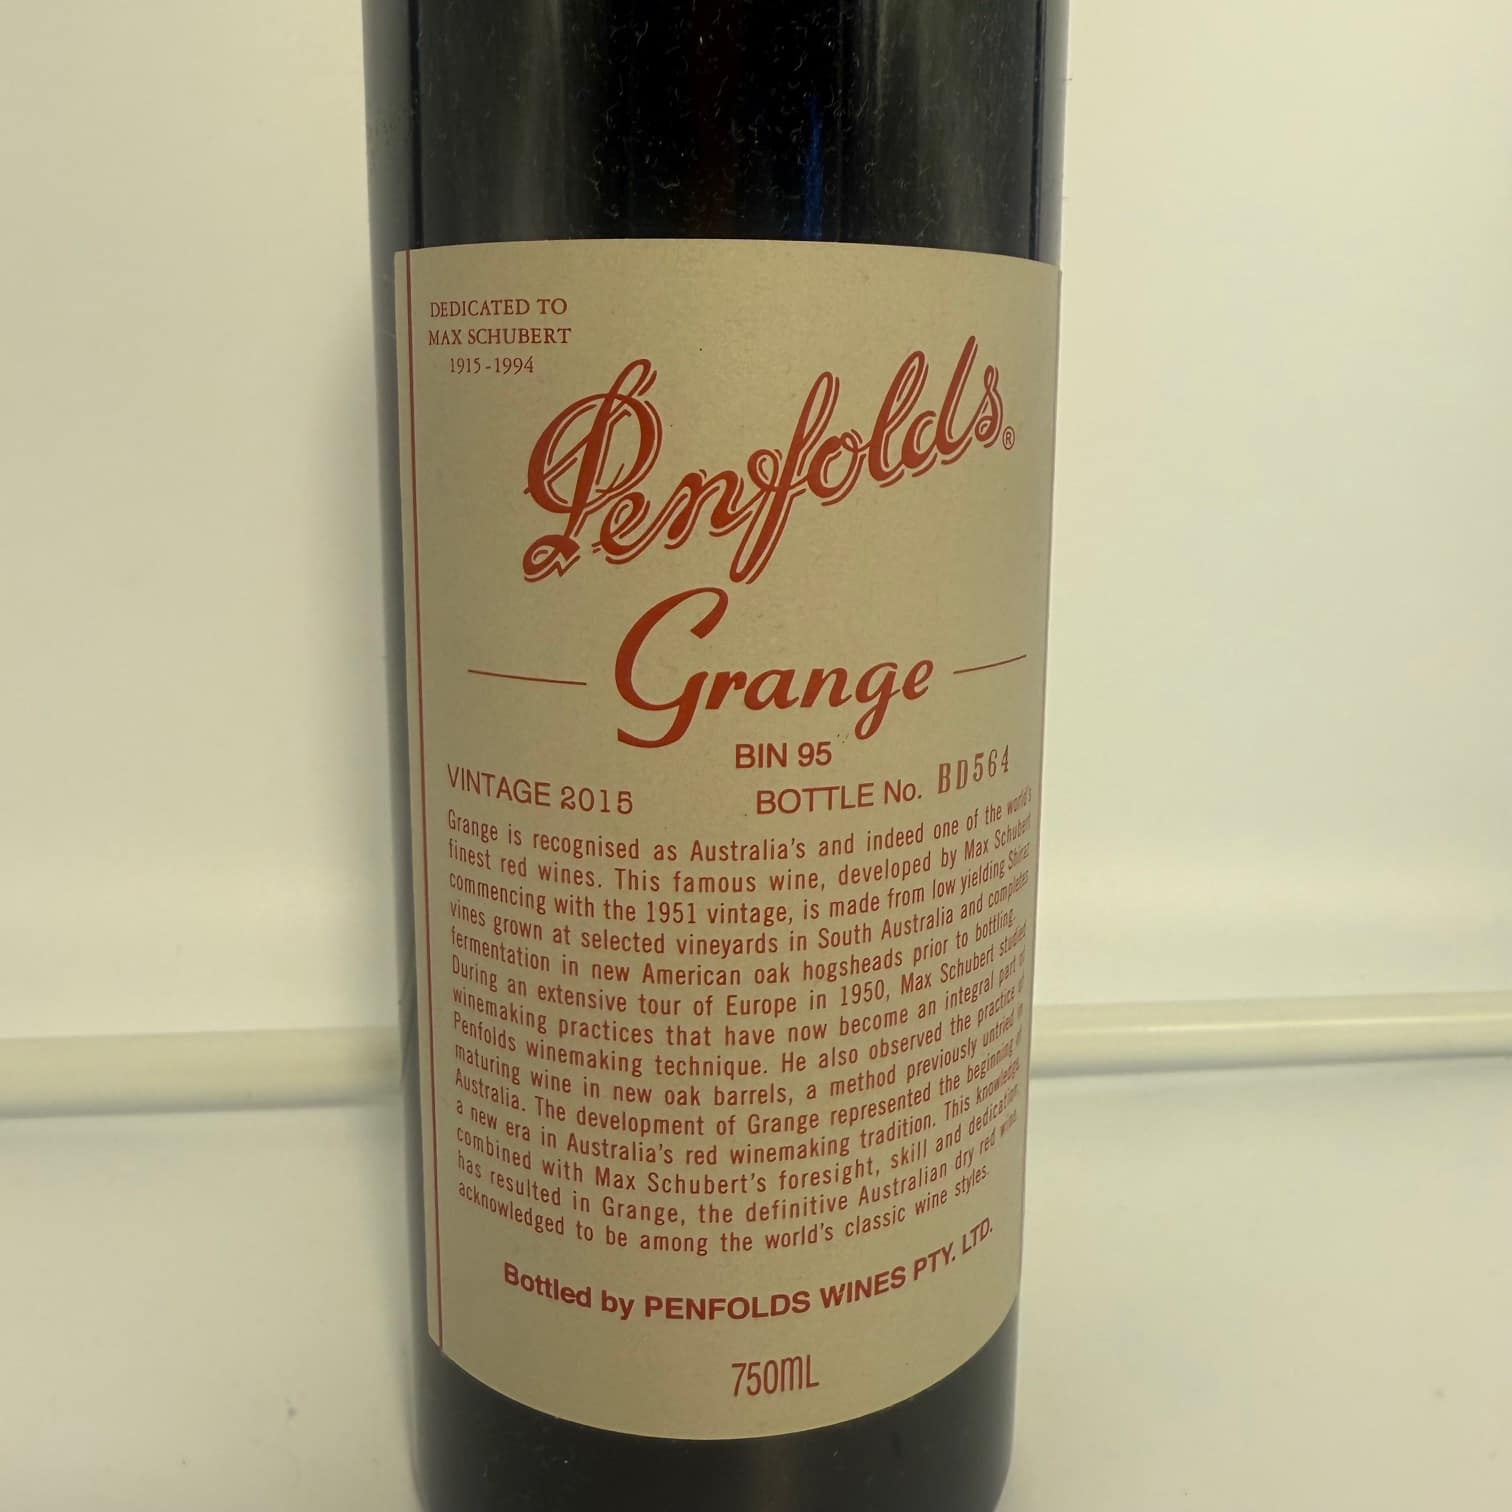 DEDICATED TO
MAX SCHUBERT
1915-1994
Penfolds®
Grange
BIN 95
VINTAGE 2015 BOTTLE No. BD564
Grange is recognised as Australia's and indeed one of the world's
finest red wines. This famous wine, developed by Max Schubert
commencing with the 1951 vintage, is made from low yielding Shiraz
vines grown at selected vineyards in South Australia and completes
fermentation in new American oak hogsheads prior to bottling.
During an extensive tour of Europe in 1950, Max Schubert studied
winemaking practices that have now become an integral part of
Penfolds winemaking technique. He also observed the practice of
maturing wine in new oak barrels, a method previously untried in
Australia. The development of Grange represented the beginning of
a new era in Australia's red winemaking tradition. This knowledge,
combined with Max Schubert's foresight, skill and dedication,
has resulted in Grange, the definitive Australian dry red wine,
acknowledged to be among the world's classic wine styles.
Bottled by PENFOLDS WINES PTY. LTD.
750mL